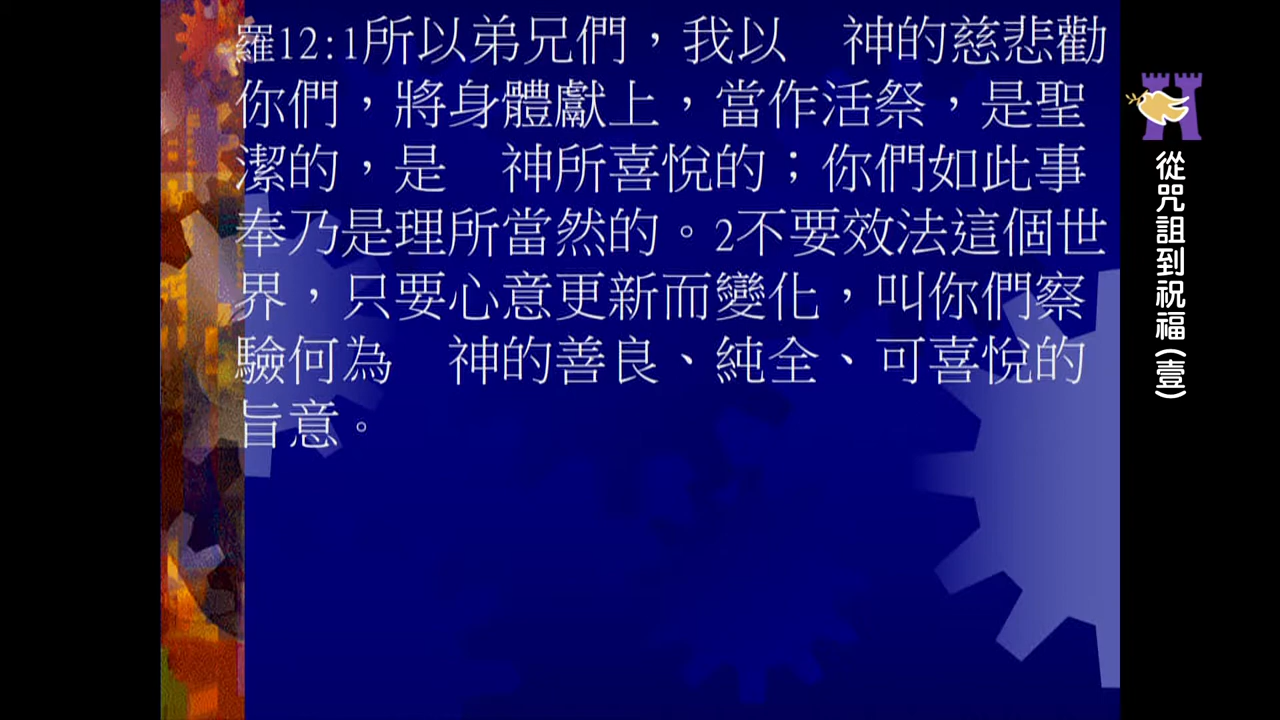 羅12:1所以弟兄們，我以　神的慈悲勸
你們，將身體獻上，當作活祭，是聖
潔的，是　神所喜悅的；你們如此事
奉乃是理所當然的。2不要效法這個世
界，只要心意更新而變化，叫你們察
驗何為　神的善良、純全、可喜悅的
旨意。
從咒詛到祝福(壹)